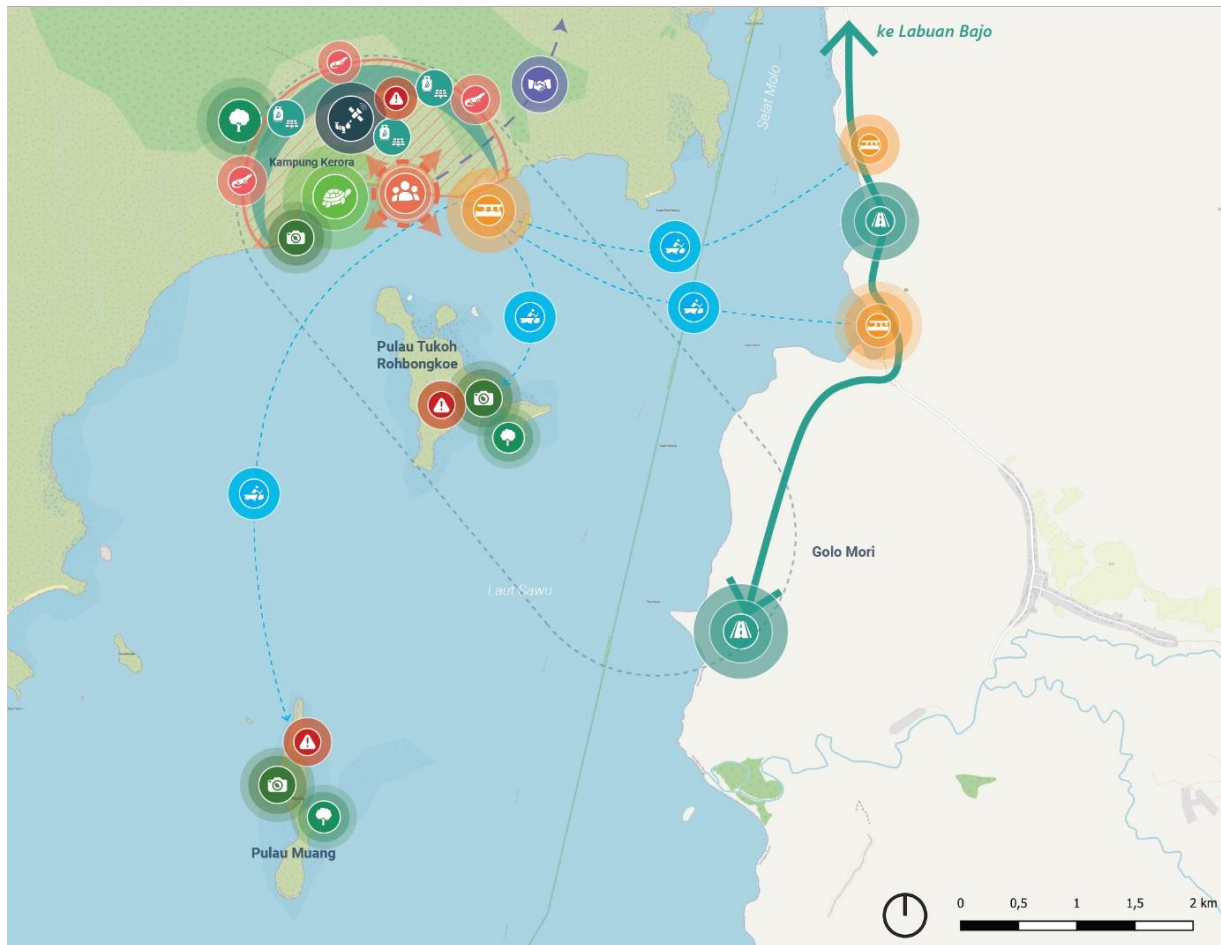 ke Labuan Bajo
Selat Molo
Kampung Kerora
Pulau Tukoh
Rohbongkoe
Golo Mori
Laut Sawu
Pulau Muang
0 0,5 1 1,5 2 km